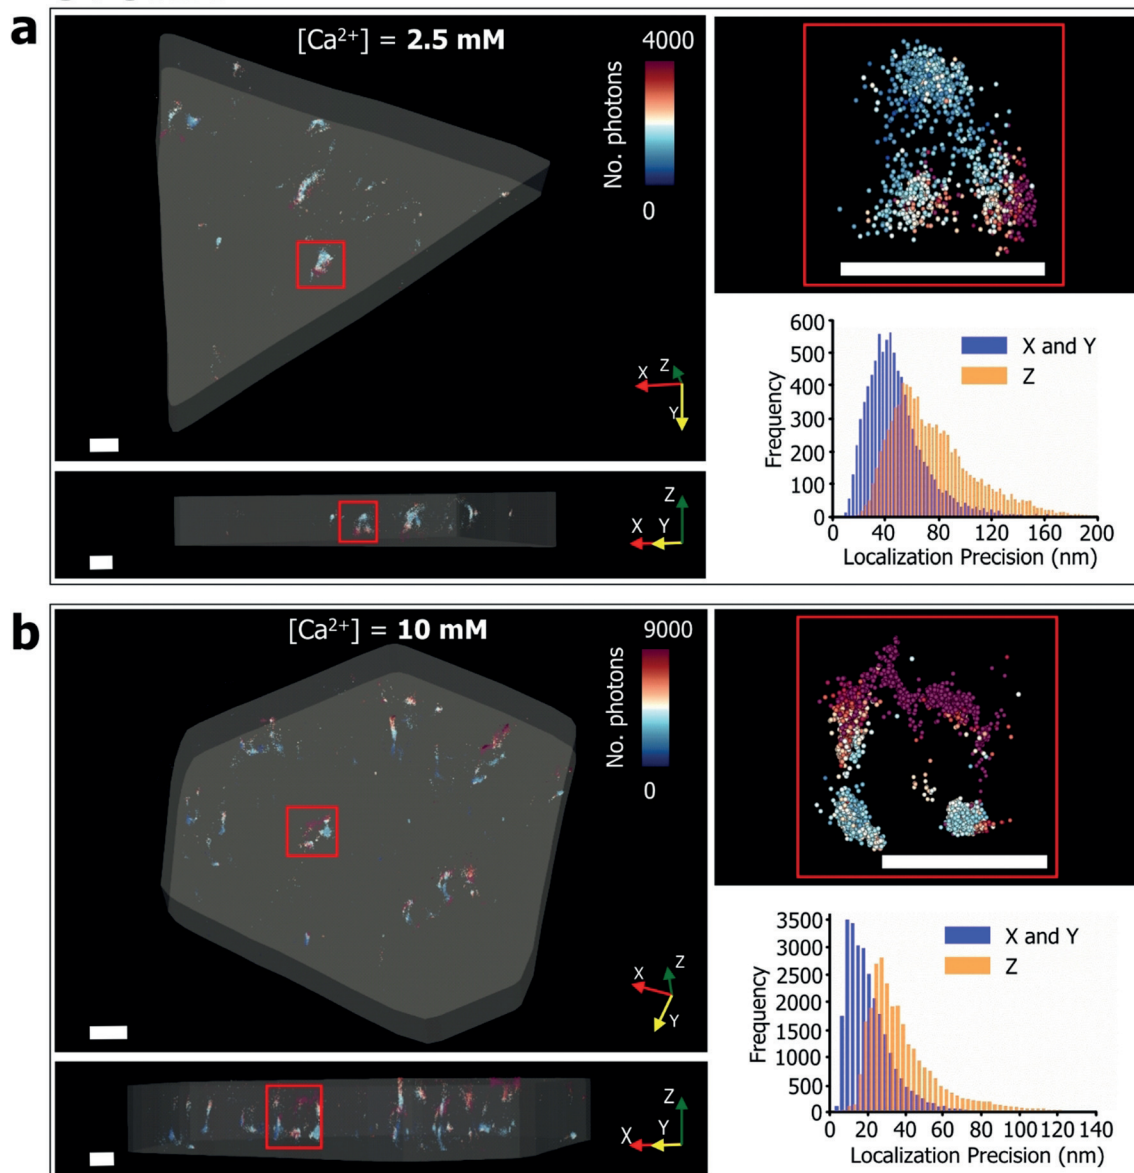 a
[Ca²⁺] = 2.5 mM
4000
No. photons
0
X
Z
Y
Z
X
Y
600
500
400
300
200
100
0
Frequency
X and Y
Z
0
40
80
120
160
200
Localization Precision (nm)
b
[Ca²⁺] = 10 mM
9000
No. photons
0
X
Z
Y
Z
X
Y
3500
3000
2500
2000
1500
1000
500
0
Frequency
X and Y
Z
0
20
40
60
80
100
120
140
Localization Precision (nm)